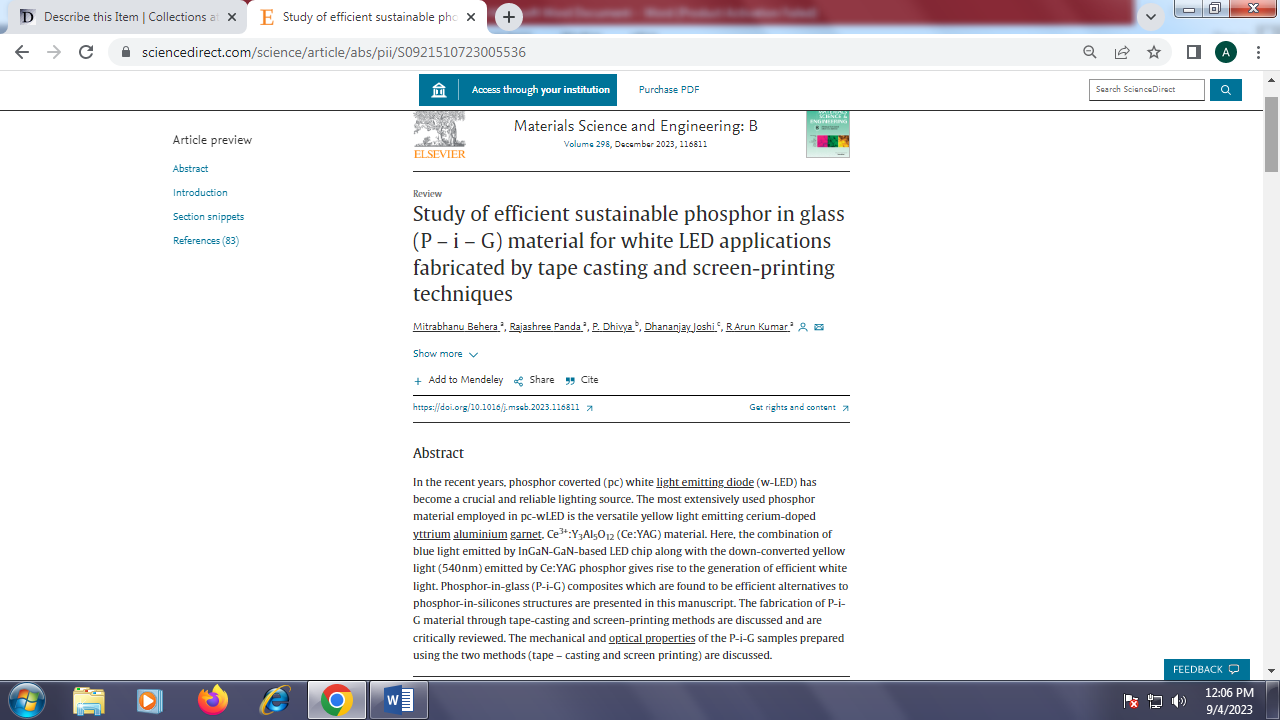 Describe this Item | Collections at
Study of efficient sustainable pho
sciencedirect.com/science/article/abs/pii/S0921510723005536
A
Access through your institution
Purchase PDF
Search ScienceDirect
Article preview
Abstract
Introduction
Section snippets
References (83)
ELSEVIER
Materials Science and Engineering: B
Volume 298, December 2023, 116811
Review
Study of efficient sustainable phosphor in glass
(P – i – G) material for white LED applications
fabricated by tape casting and screen-printing
techniques
Mitrabhanu Behera a, Rajashree Panda a, P. Dhivya b, Dhananjay Joshi c, R Arun Kumar a
Show more
Add to Mendeley Share Cite
https://doi.org/10.1016/j.mseb.2023.116811
Get rights and content
Abstract
In the recent years, phosphor coverted (pc) white light emitting diode (w-LED) has
become a crucial and reliable lighting source. The most extensively used phosphor
material employed in pc-wLED is the versatile yellow light emitting cerium-doped
yttrium aluminium garnet, Ce3+:Y3Al5O12 (Ce:YAG) material. Here, the combination of
blue light emitted by InGaN-GaN-based LED chip along with the down-converted yellow
light (540 nm) emitted by Ce:YAG phosphor gives rise to the generation of efficient white
light. Phosphor-in-glass (P-i-G) composites which are found to be efficient alternatives to
phosphor-in-silicones structures are presented in this manuscript. The fabrication of P-i-
G material through tape-casting and screen-printing methods are discussed and are
critically reviewed. The mechanical and optical properties of the P-i-G samples prepared
using the two methods (tape – casting and screen printing) are discussed.
FEEDBACK
12:06 PM
9/4/2023